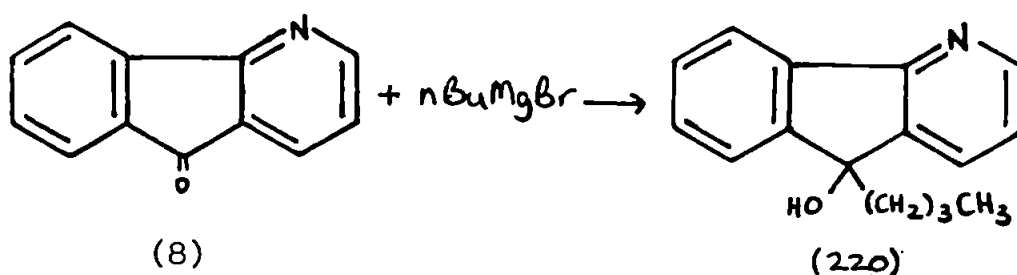 N
N
+ nBuMgBr
O
HO (CH₂)₃CH₃
(8)
(220)